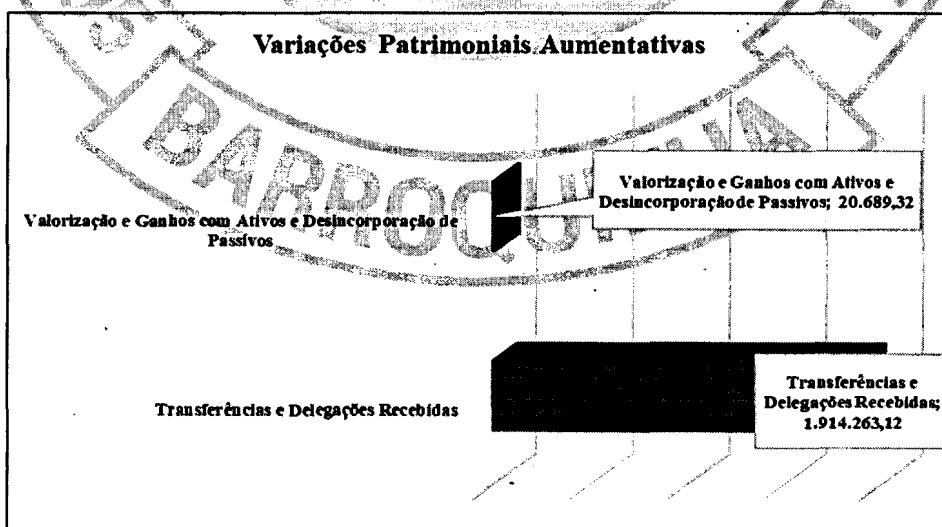 Variações Patrimoniais Aumentativas
Valorização e Ganhos com Ativos e
Desincorporação de Passivos; 20.689,32
Valorização e Ganhos com Ativos e Desincorporação de
Passivos
Transferências e
Delegações Recebidas;
1.914.263,12
Transferências e Delegações Recebidas